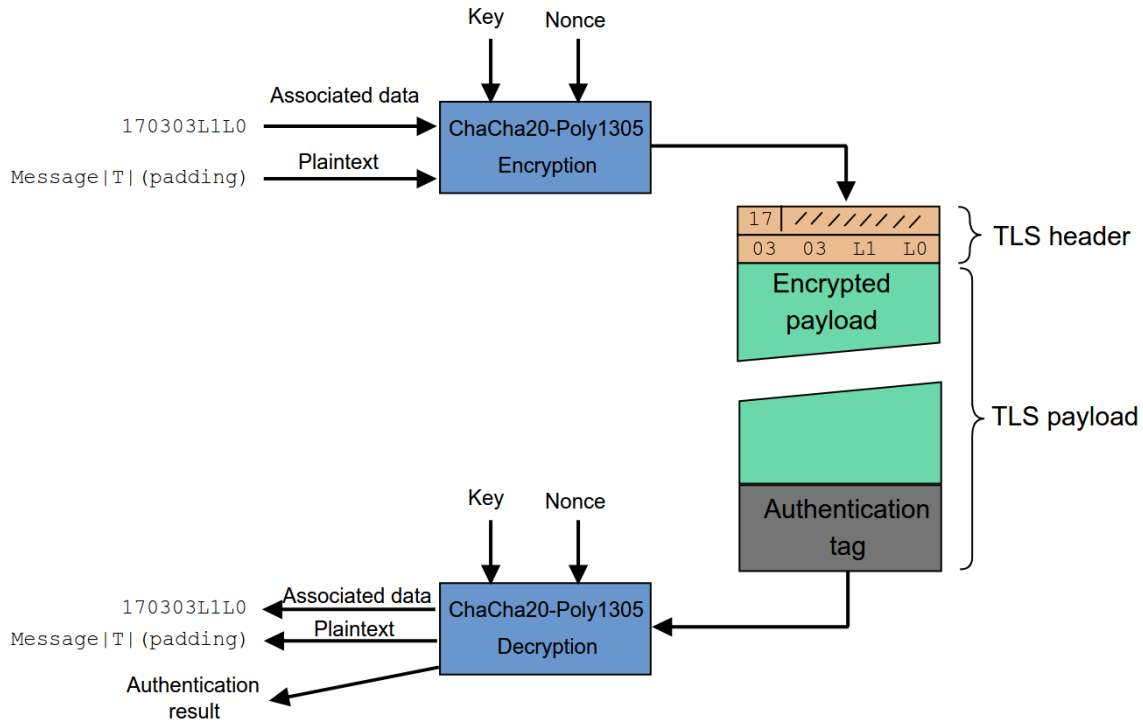 Key
Nonce
Associated data
170303L1L0
ChaCha20-Poly1305
Encryption
Plaintext
Message|T|(padding)
17
03 03 L1 L0
TLS header
Encrypted
payload
TLS payload
Authentication
tag
Key
Nonce
Associated data
170303L1L0
ChaCha20-Poly1305
Decryption
Plaintext
Message|T|(padding)
Authentication
result